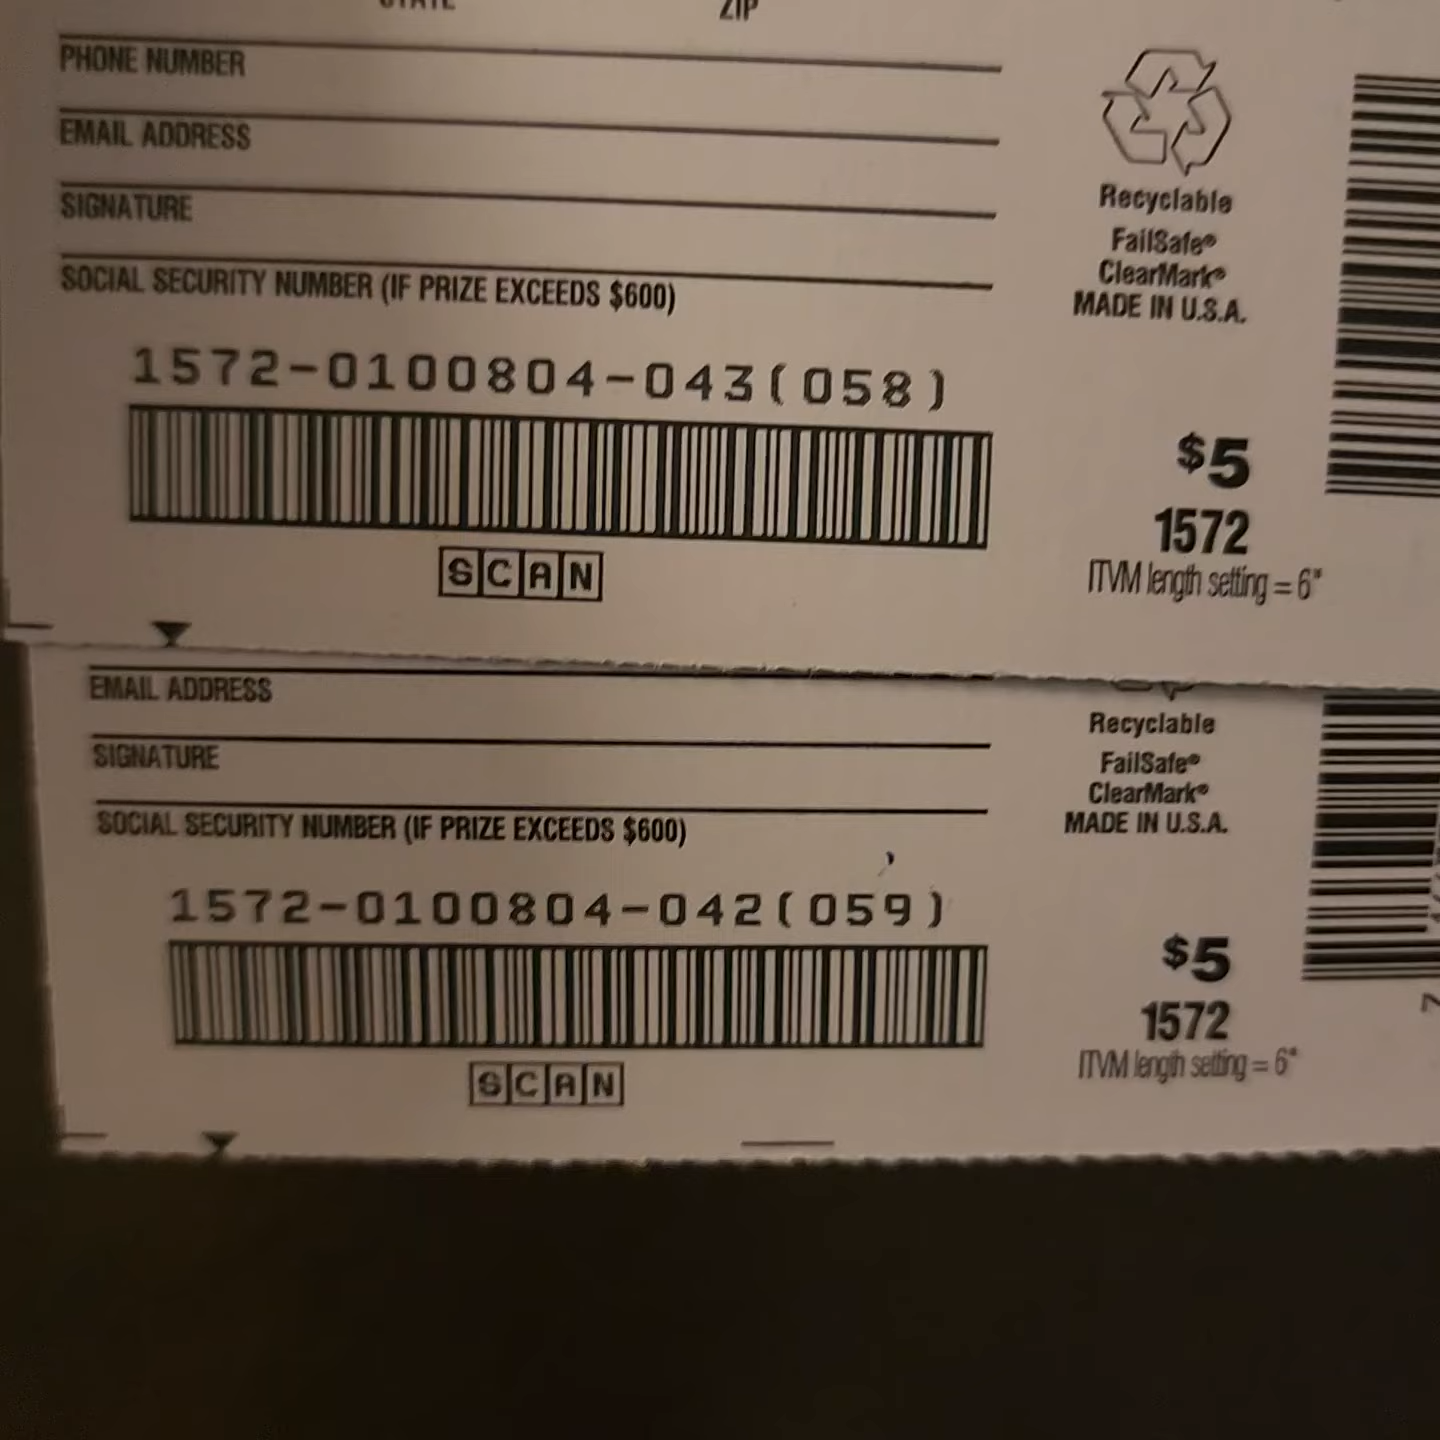 ZIP
PHONE NUMBER
EMAIL ADDRESS
SIGNATURE
SOCIAL SECURITY NUMBER (IF PRIZE EXCEEDS $600)
1572-0100804-043(058)
SCAN
Recyclable
FailSafe®
ClearMark®
MADE IN U.S.A.
$5
1572
ITVM length setting = 6"
EMAIL ADDRESS
SIGNATURE
SOCIAL SECURITY NUMBER (IF PRIZE EXCEEDS $600)
1572-0100804-042(059)
SCAN
Recyclable
FailSafe®
ClearMark®
MADE IN U.S.A.
$5
1572
ITVM length setting = 6"
7